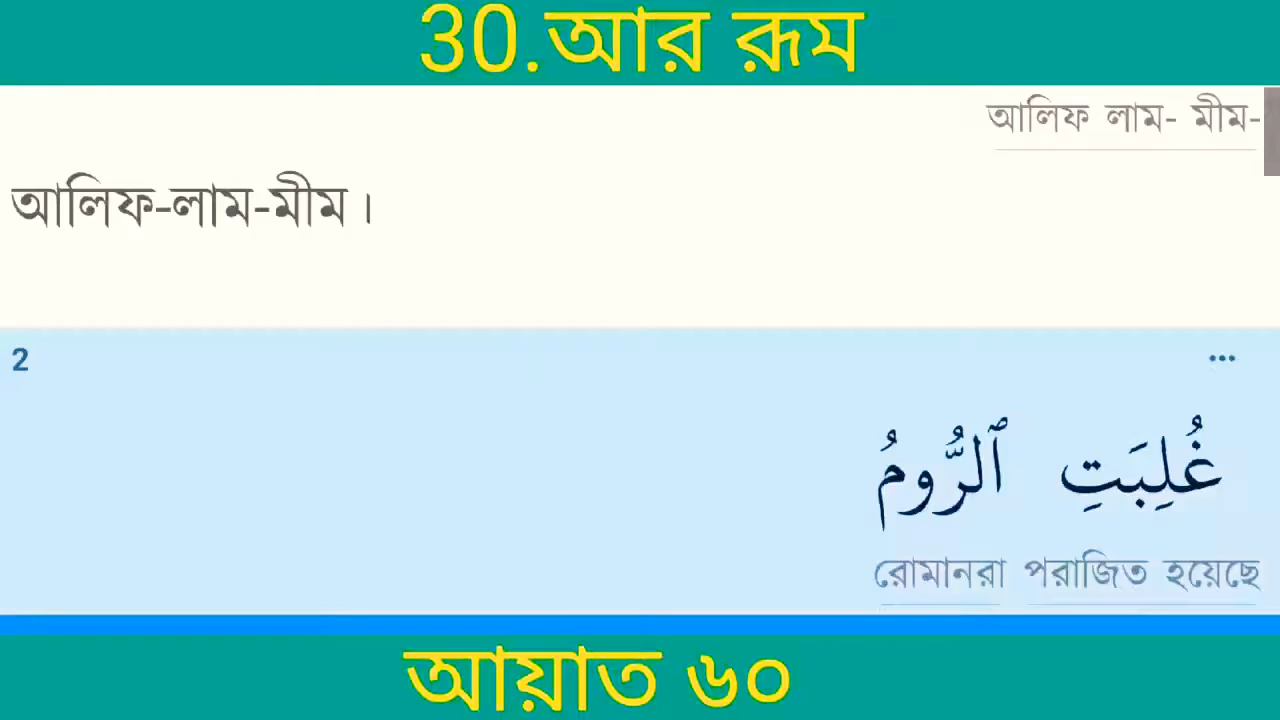 30.আর রূম
আলিফ লাম- মীম-
আলিফ-লাম-মীম।
2
...
غُلِبَتِ ٱلرُّومُ
রোমানরা পরাজিত হয়েছে
আয়াত ৬০